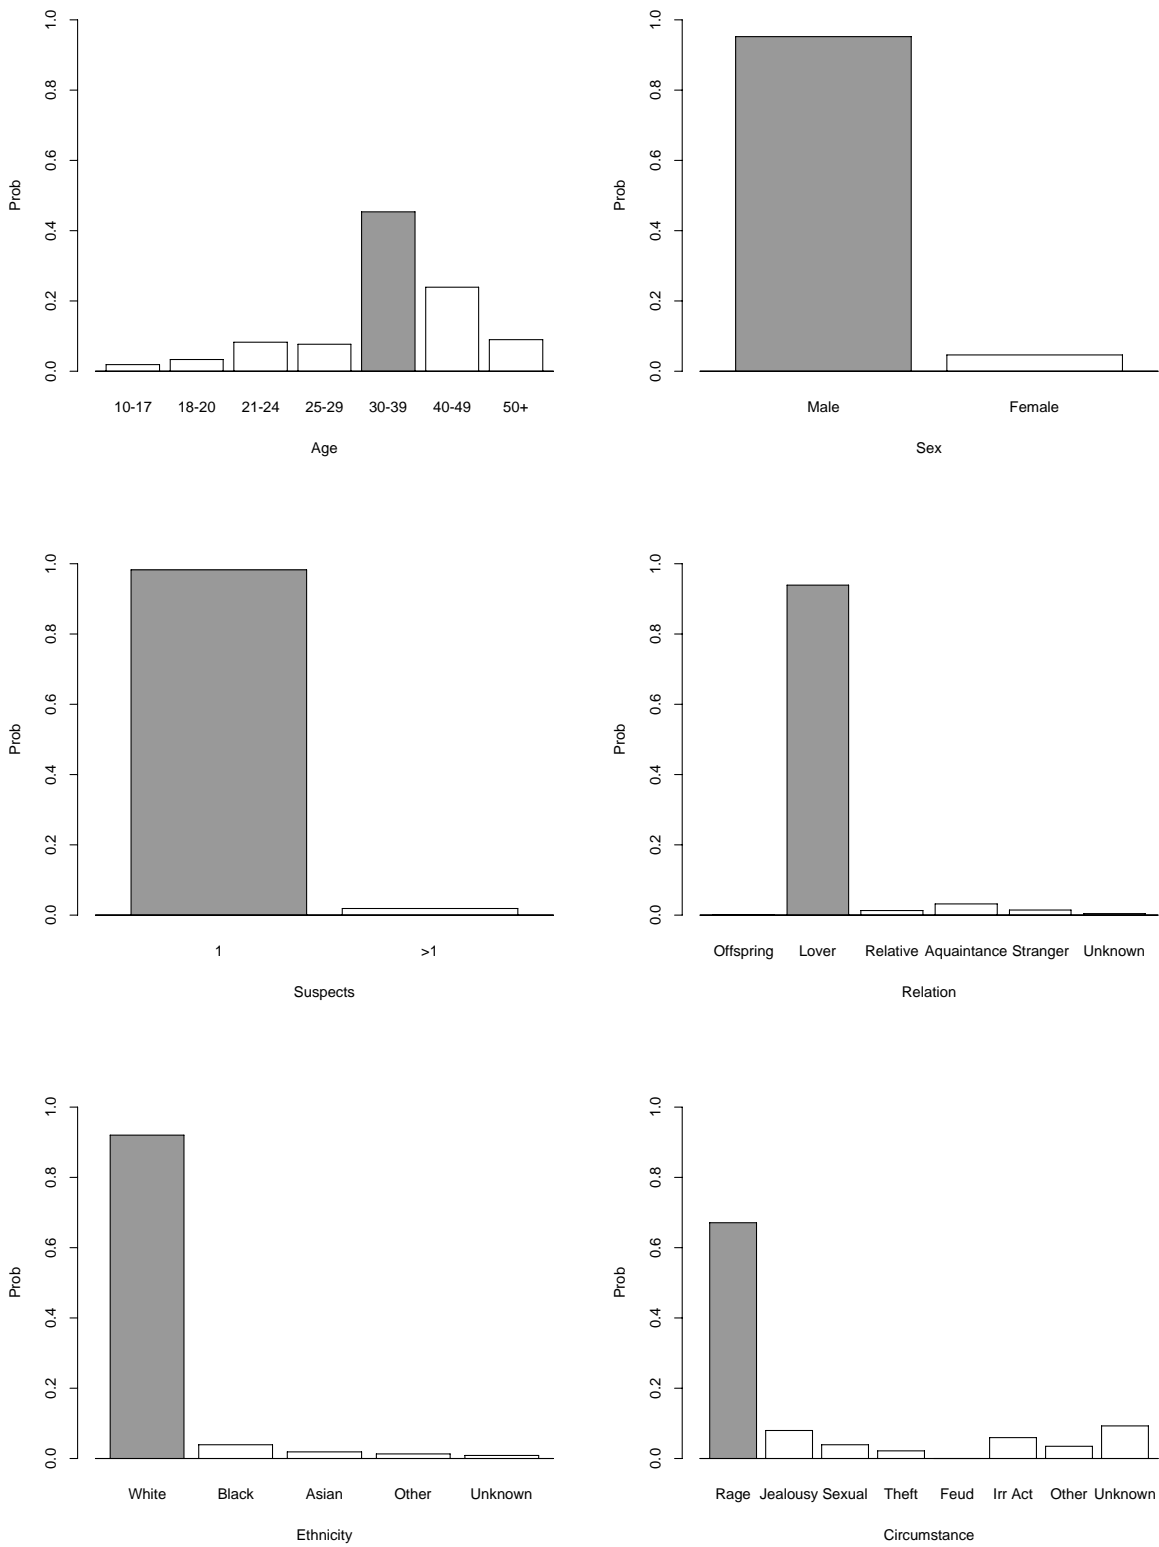 1.0
0.8
0.6
0.4
0.2
0.0
Prob
10-17 18-20 21-24 25-29 30-39 40-49 50+
Age
1.0
0.8
0.6
0.4
0.2
0.0
Prob
Male Female
Sex
1.0
0.8
0.6
0.4
0.2
0.0
Prob
1 >1
Suspects
1.0
0.8
0.6
0.4
0.2
0.0
Prob
Offspring Lover Relative Aquaintance Stranger Unknown
Relation
1.0
0.8
0.6
0.4
0.2
0.0
Prob
White Black Asian Other Unknown
Ethnicity
1.0
0.8
0.6
0.4
0.2
0.0
Prob
Rage Jealousy Sexual Theft Feud Irr Act Other Unknown
Circumstance